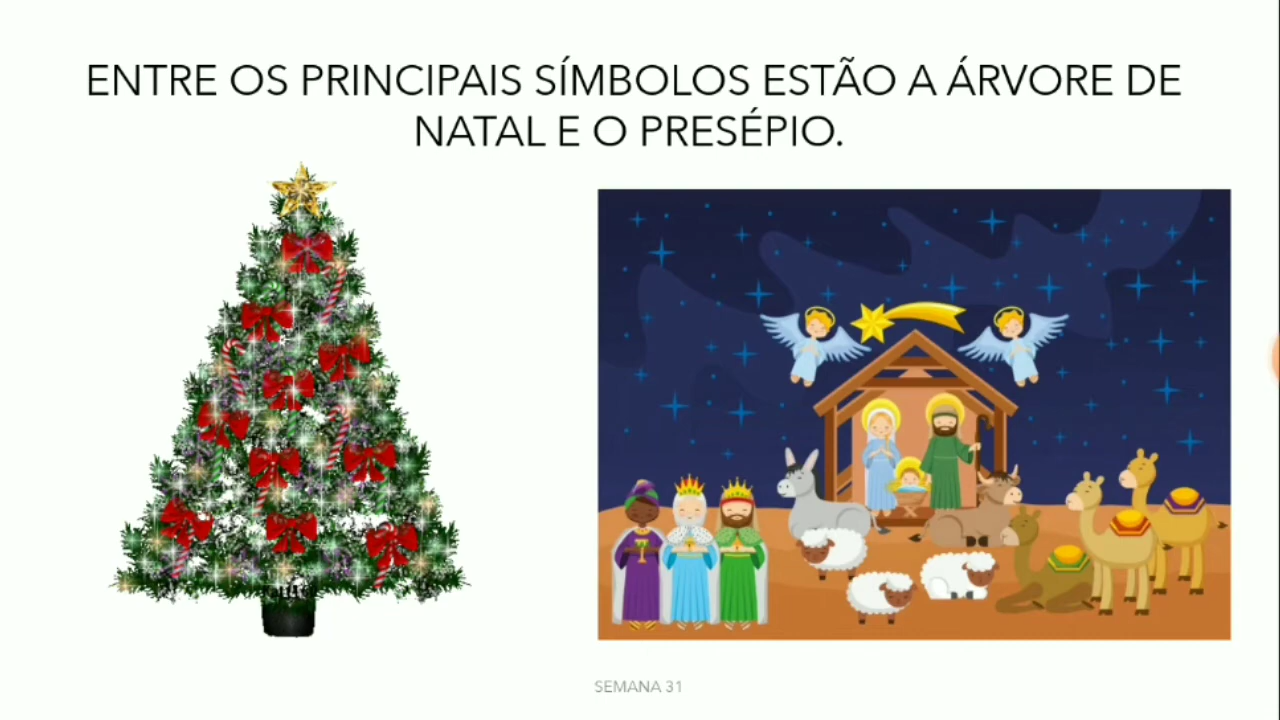 ENTRE OS PRINCIPAIS SÍMBOLOS ESTÃO A ÁRVORE DE
NATAL E O PRESÉPIO.
SEMANA 31